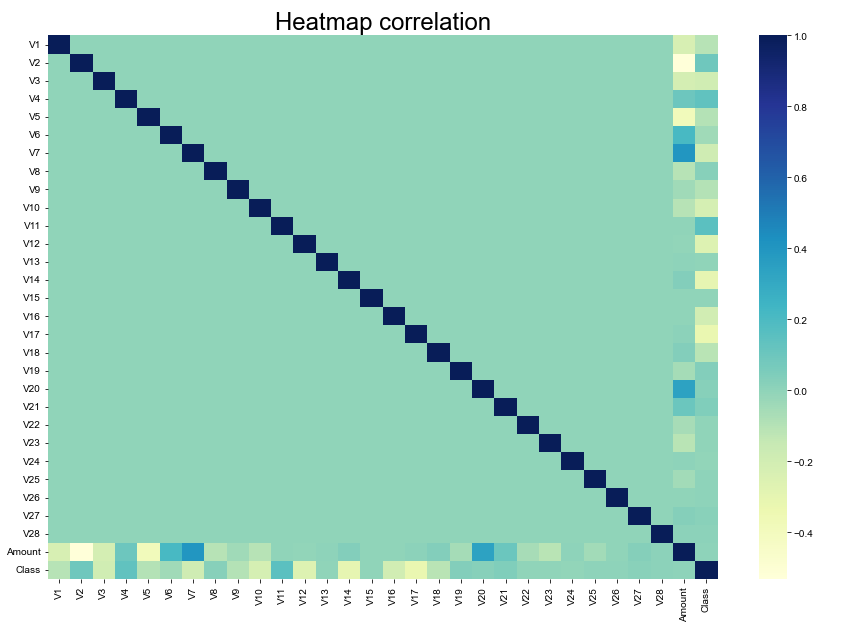 Heatmap correlation
V1
V2
V3
V4
V5
V6
V7
V8
V9
V10
V11
V12
V13
V14
V15
V16
V17
V18
V19
V20
V21
V22
V23
V24
V25
V26
V27
V28
Amount
Class
V1 V2 V3 V4 V5 V6 V7 V8 V9 V10 V11 V12 V13 V14 V15 V16 V17 V18 V19 V20 V21 V22 V23 V24 V25 V26 V27 V28 Amount Class
1.0
0.8
0.6
0.4
0.2
0.0
−0.2
−0.4